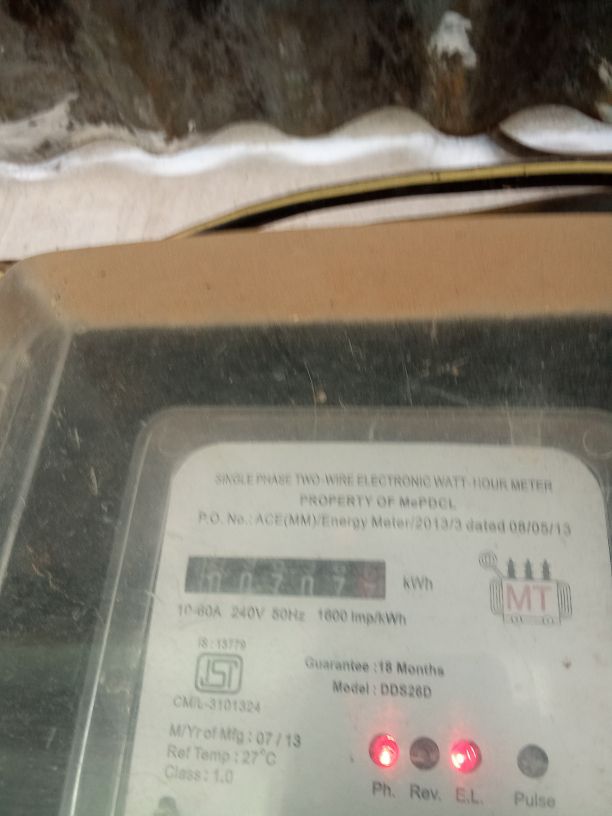 SINGLE PHASE TWO-WIRE ELECTRONIC WATT-HOUR METER
PROPERTY OF MePDCL
P.O. No.: ACE(MM)/Energy Meter/2013/3 dated 08/05/13
00707 kWh
10-60A 240V 50Hz 1600 Imp/kWh
MT
IS : 13779
Guarantee :18 Months
Model : DDS26D
CM/L-3101324
M/Yr of Mfg : 07 / 13
Ref Temp : 27°C
Class : 1.0
Ph. Rev. E.L. Pulse